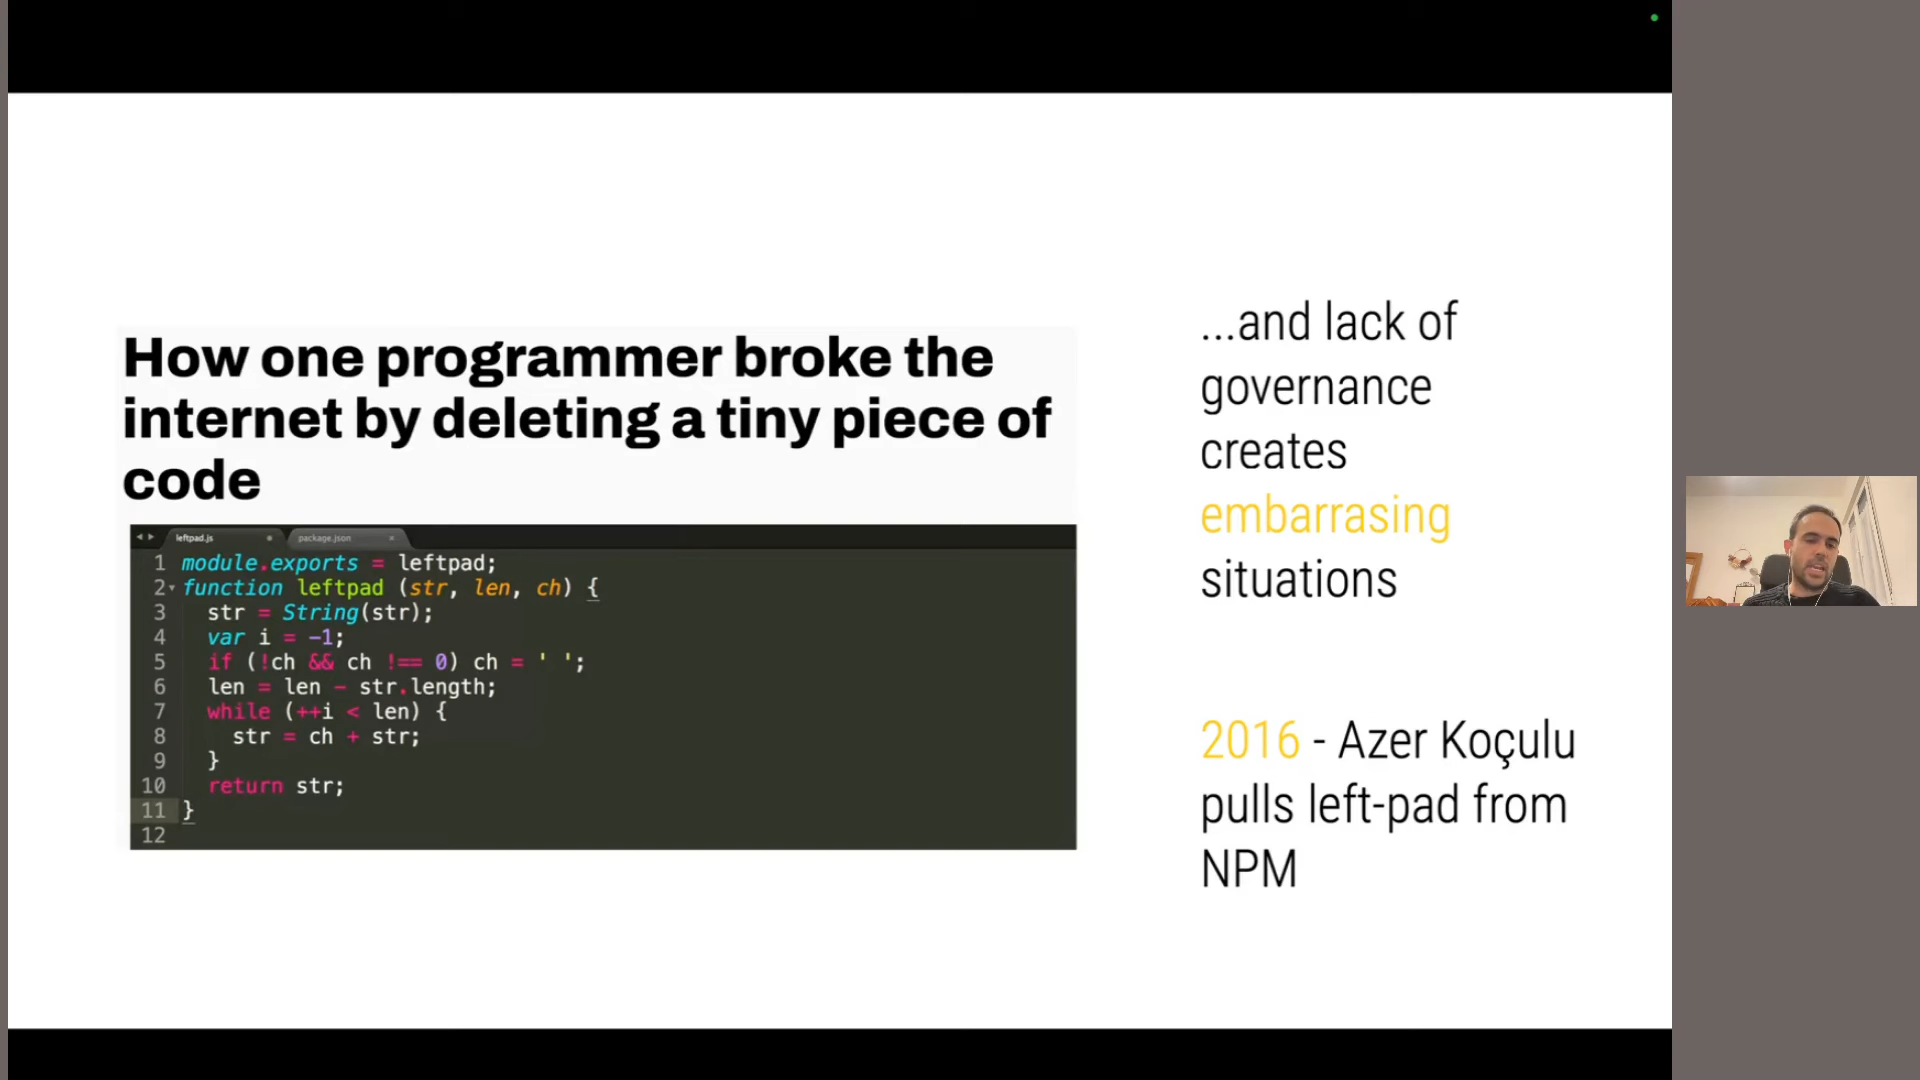 How one programmer broke the
internet by deleting a tiny piece of
code
leftpad.js
package.json
1 module.exports = leftpad;
2 function leftpad (str, len, ch) {
3 str = String(str);
4 var i = -1;
5 if (!ch && ch !== 0) ch = ' ';
6 len = len - str.length;
7 while (++i < len) {
8 str = ch + str;
9 }
10 return str;
11 }
12
...and lack of
governance
creates
embarrasing
situations
2016 - Azer Koçulu
pulls left-pad from
NPM